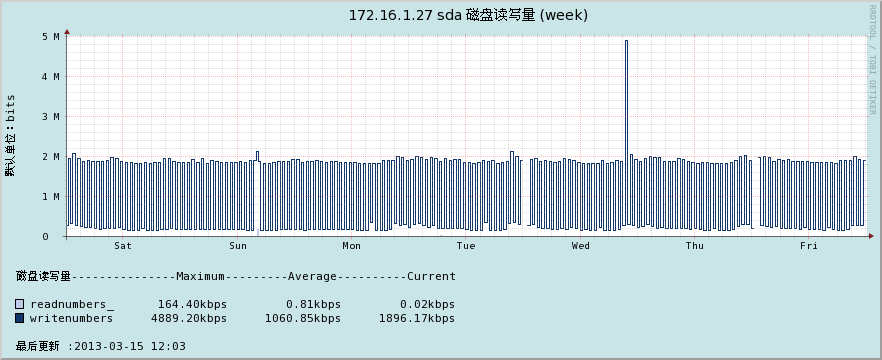 172.16.1.27 sda 磁盘读写量 (week)
RRDTOOL / TOBI OETIKER
默认单位：bits
5 M
4 M
3 M
2 M
1 M
0
Sat Sun Mon Tue Wed Thu Fri
磁盘读写量---------------Maximum---------Average----------Current
readnumbers_ 164.40kbps 0.81kbps 0.02kbps
writenumbers 4889.20kbps 1060.85kbps 1896.17kbps
最后更新 :2013-03-15 12:03